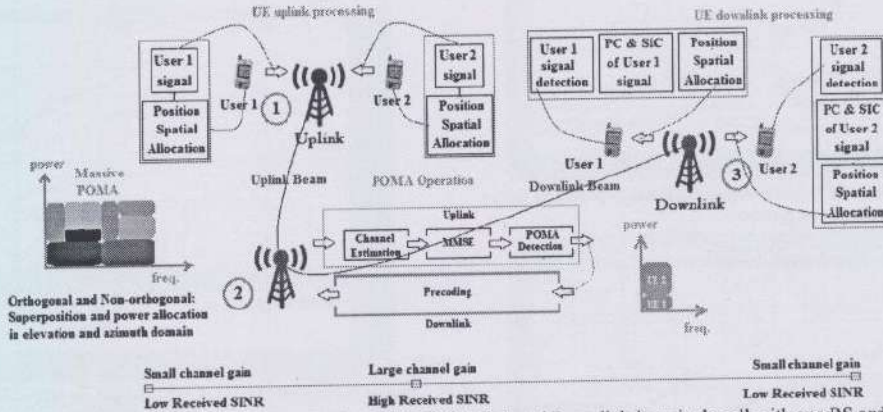 UE uplink processing
UE downlink processing
User 1
signal
Position
Spatial
Allocation
User 1
1
Uplink
User 2
User 2
signal
Position
Spatial
Allocation
User 1
signal
detection
PC & SIC
of User 1
signal
Position
Spatial
Allocation
User 2
signal
detection
PC & SIC
of User 2
signal
Position
Spatial
Allocation
User 1
Downlink
3
User 2
power
Massive
POMA
freq.
Uplink Beam
POMA Operation
Downlink Beam
Uplink
Channel
Estimation
MMSE
POMA
Detection
2
Precoding
Downlink
power
UE 2
UE 1
freq.
Orthogonal and Non-orthogonal:
Superposition and power allocation
in elevation and azimuth domain
Small channel gain
Large channel gain
Small channel gain
Low Received SINR
High Received SINR
Low Received SINR